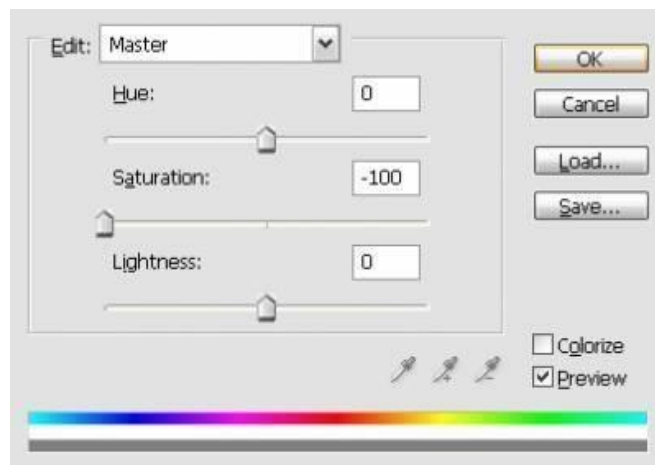 Edit: Master
Hue: 0
Saturation: -100
Lightness: 0
OK
Cancel
Load...
Save...
Colorize
Preview